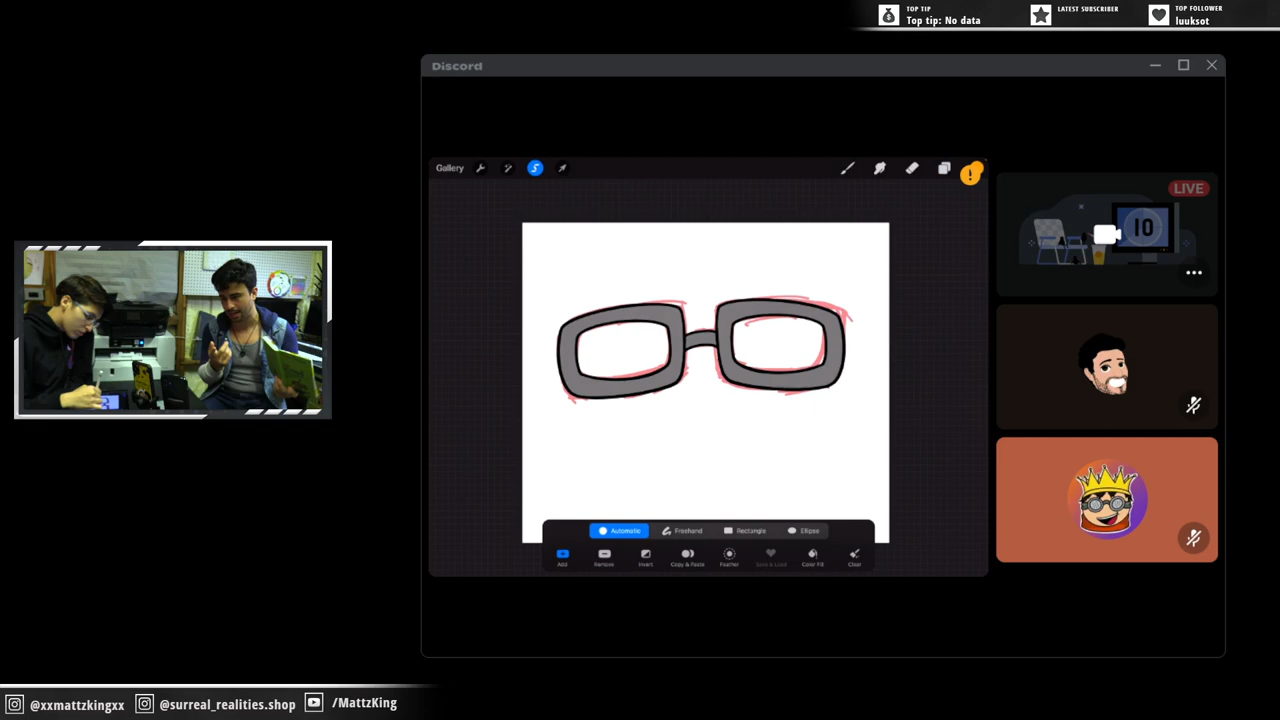 TOP TIP
Top tip: No data
LATEST SUBSCRIBER
TOP FOLLOWER
luuksot
Discord
Gallery
LIVE
10
Automatic
Freehand
Rectangle
Ellipse
Add
Remove
Invert
Copy & Paste
Feather
Save & Load
Color Fill
Clear
@xxmattzkingxx
@surreal_realities.shop
/MattzKing